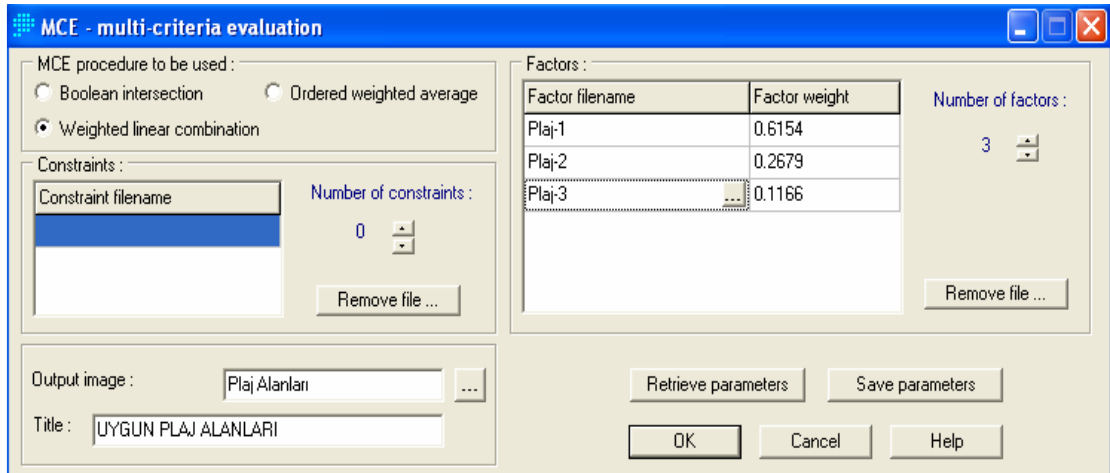 MCE - multi-criteria evaluation
MCE procedure to be used :
Boolean intersection
Ordered weighted average
Weighted linear combination
Constraints :
Constraint filename
Number of constraints :
0
Remove file ...
Factors :
Factor filename Factor weight
Plaj-1 0.6154
Plaj-2 0.2679
Plaj-3 ... 0.1166
Number of factors :
3
Remove file ...
Output image : Plaj Alanları ...
Title : UYGUN PLAJ ALANLARI
Retrieve parameters Save parameters
OK Cancel Help